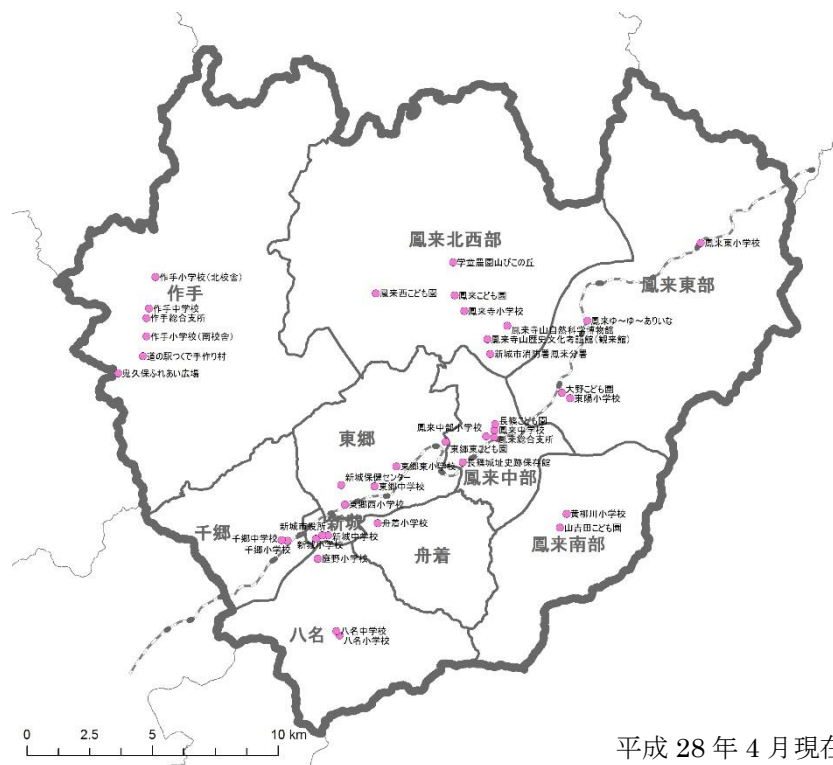 鳳来北西部
鳳来東小学校
学童農園山びこの丘
作手小学校(北校舎)
作手
鳳来東部
鳳来西こども園
鳳来こども園
作手中学校
鳳来寺小学校
作手総合支所
鳳来ゆ～ゆ～ありいな
鳳来寺山自然科学博物館
作手小学校(南校舎)
鳳来寺山歴史文化考証館(観来館)
道の駅つくで手作り村
新城市消防署鳳来分署
鬼久保ふれあい広場
大野こども園
東陽小学校
長篠こども園
鳳来中部小学校
鳳来中学校
東郷
鳳来総合支所
東郷東こども園
東郷東小学校
長篠城址史跡保存館
新城保健センター
鳳来中部
東郷中学校
東郷西小学校
黄柳川小学校
新城市役所
新城
舟着小学校
山吉田こども園
千郷
千郷中学校
新城中学校
鳳来南部
千郷小学校
新城小学校
舟着
庭野小学校
八名
八名中学校
八名小学校
0 2.5 5 10 km
平成 28 年 4 月現在